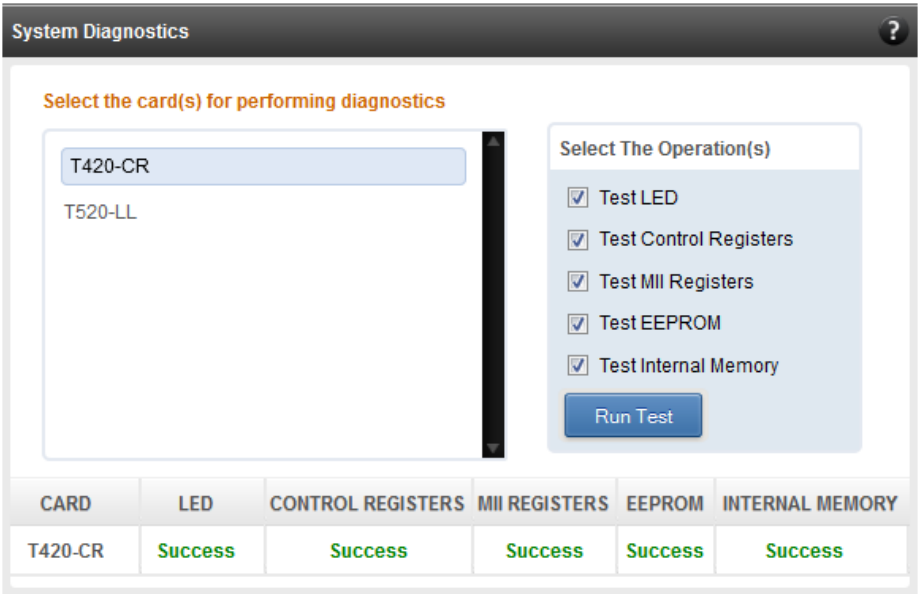 System Diagnostics ?
Select the card(s) for performing diagnostics
T420-CR
T520-LL
Select The Operation(s)
Test LED
Test Control Registers
Test MII Registers
Test EEPROM
Test Internal Memory
Run Test
CARD LED CONTROL REGISTERS MII REGISTERS EEPROM INTERNAL MEMORY
T420-CR Success Success Success Success Success